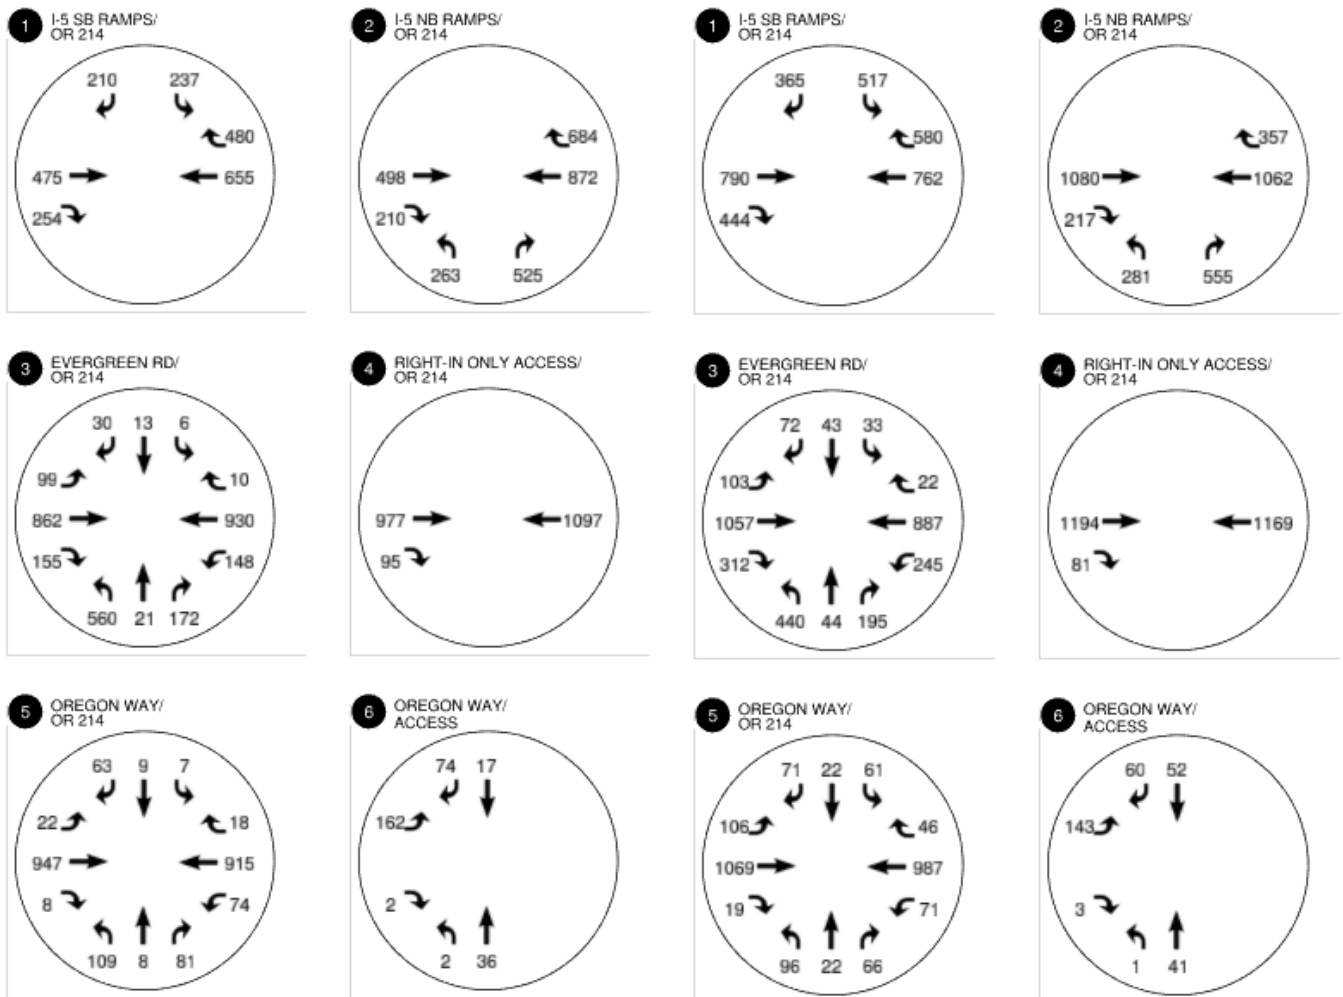 1 I-5 SB RAMPS/
OR 214
210 237
480
475 655
254
2 I-5 NB RAMPS/
OR 214
684
498 872
210
263 525
1 I-5 SB RAMPS/
OR 214
365 517
580
790 762
444
2 I-5 NB RAMPS/
OR 214
357
1080 1062
217
281 555
3 EVERGREEN RD/
OR 214
30 13 6
99 10
862 930
155 148
560 21 172
4 RIGHT-IN ONLY ACCESS/
OR 214
977 1097
95
3 EVERGREEN RD/
OR 214
72 43 33
103 22
1057 887
312 245
440 44 195
4 RIGHT-IN ONLY ACCESS/
OR 214
1194 1169
81
5 OREGON WAY/
OR 214
63 9 7
22 18
947 915
8 74
109 8 81
6 OREGON WAY/
ACCESS
74 17
162
2
2 36
5 OREGON WAY/
OR 214
71 22 61
106 46
1069 987
19 71
96 22 66
6 OREGON WAY/
ACCESS
60 52
143
3
1 41